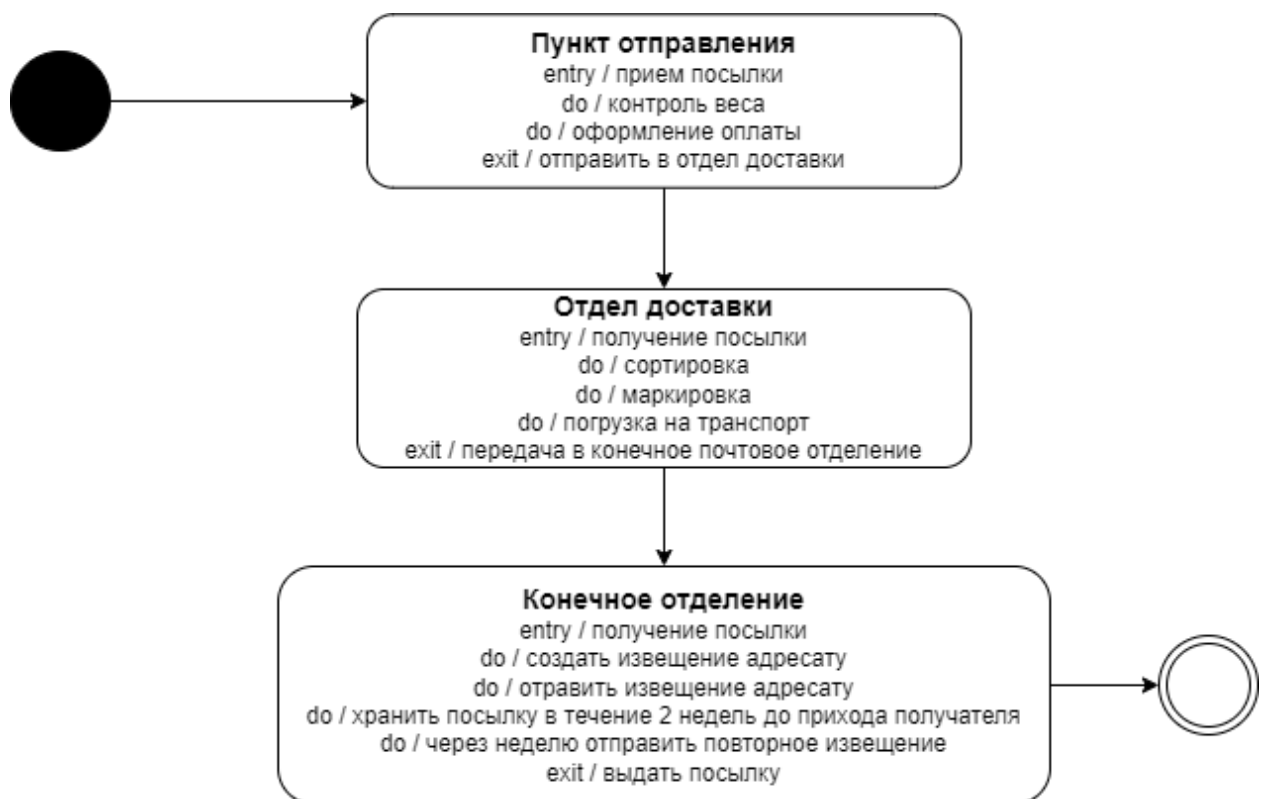 Пункт отправления
entry / прием посылки
do / контроль веса
do / оформление оплаты
exit / отправить в отдел доставки
Отдел доставки
entry / получение посылки
do / сортировка
do / маркировка
do / погрузка на транспорт
exit / передача в конечное почтовое отделение
Конечное отделение
entry / получение посылки
do / создать извещение адресату
do / отравить извещение адресату
do / хранить посылку в течение 2 недель до прихода получателя
do / через неделю отправить повторное извещение
exit / выдать посылку